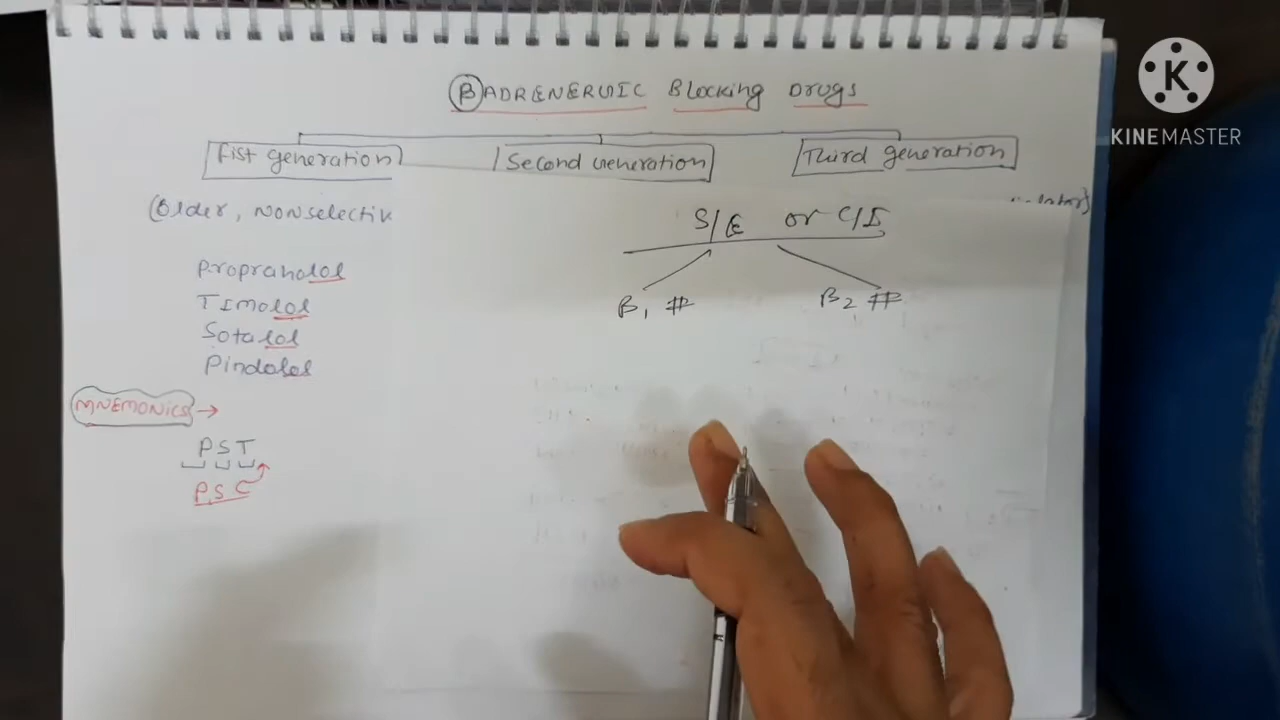 β ADRENERGIC Blocking Drugs
Fist generation
Second Generation
Third generation
(Older, NONselectiv
S/E or C/I
β1 #
β2 #
Propranolol
TImolol
Sotalol
Pindolol
MNEMONICS →
PST
PSC
K
KINEMASTER